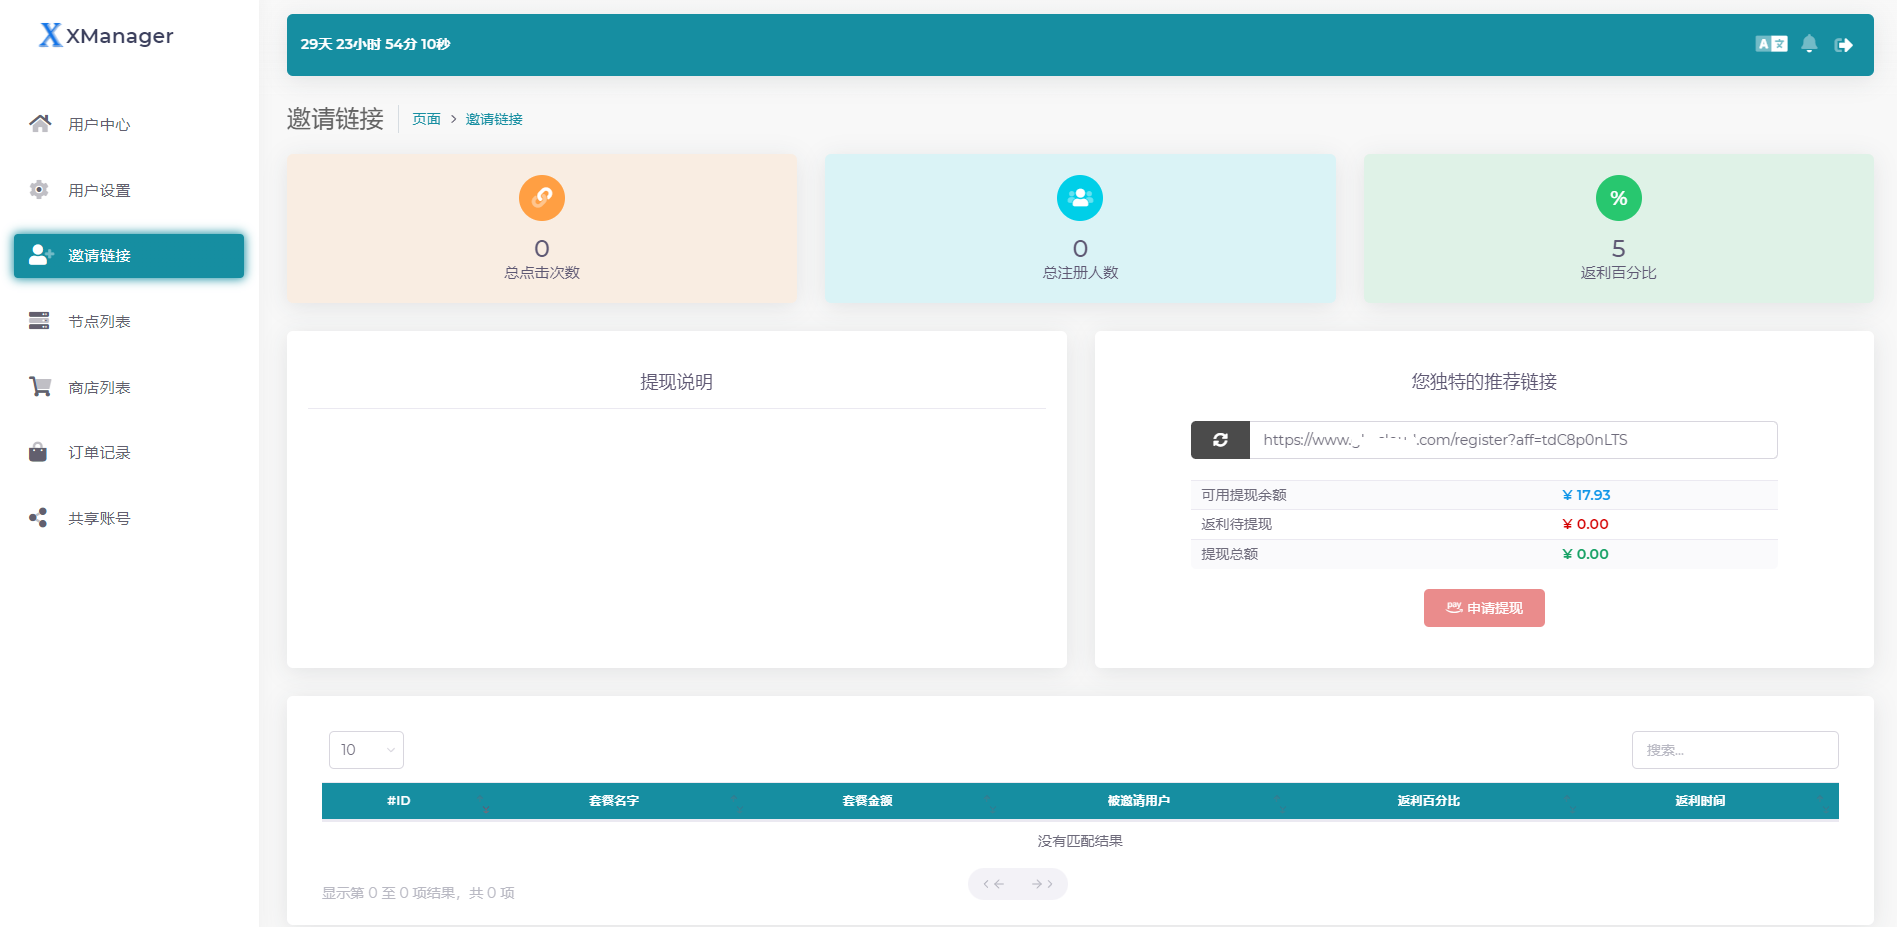 XManager
29天 23小时 54分 10秒
用户中心
用户设置
邀请链接
节点列表
商店列表
订单记录
共享账号
邀请链接
页面 > 邀请链接
0
总点击次数
0
总注册人数
5
返利百分比
提现说明
您独特的推荐链接
https://www. .com/register?aff=tdC8p0nLTS
可用提现余额 ¥ 17.93
返利待提现 ¥ 0.00
提现总额 ¥ 0.00
pay 申请提现
10
搜索...
#ID 套餐名字 套餐金额 被邀请用户 返利百分比 返利时间
没有匹配结果
显示第 0 至 0 项结果，共 0 项